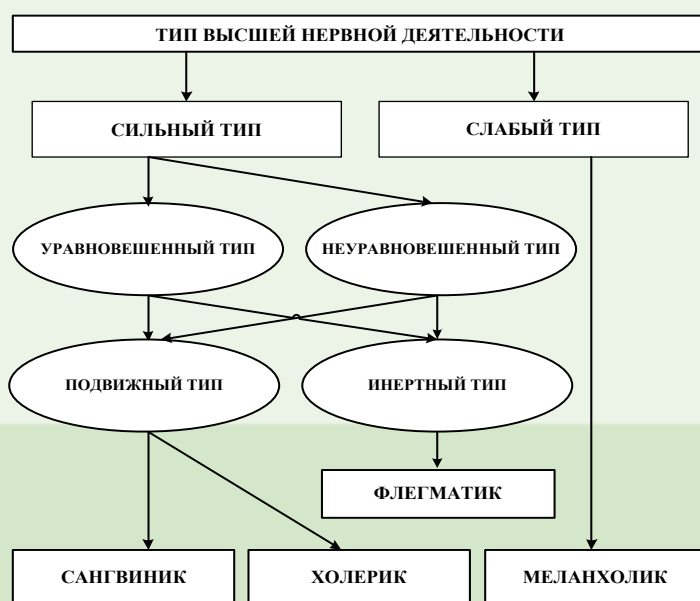 ТИП ВЫСШЕЙ НЕРВНОЙ ДЕЯТЕЛЬНОСТИ
СИЛЬНЫЙ ТИП
СЛАБЫЙ ТИП
УРАВНОВЕШЕННЫЙ ТИП
НЕУРАВНОВЕШЕННЫЙ ТИП
ПОДВИЖНЫЙ ТИП
ИНЕРТНЫЙ ТИП
ФЛЕГМАТИК
САНГВИНИК
ХОЛЕРИК
МЕЛАНХОЛИК